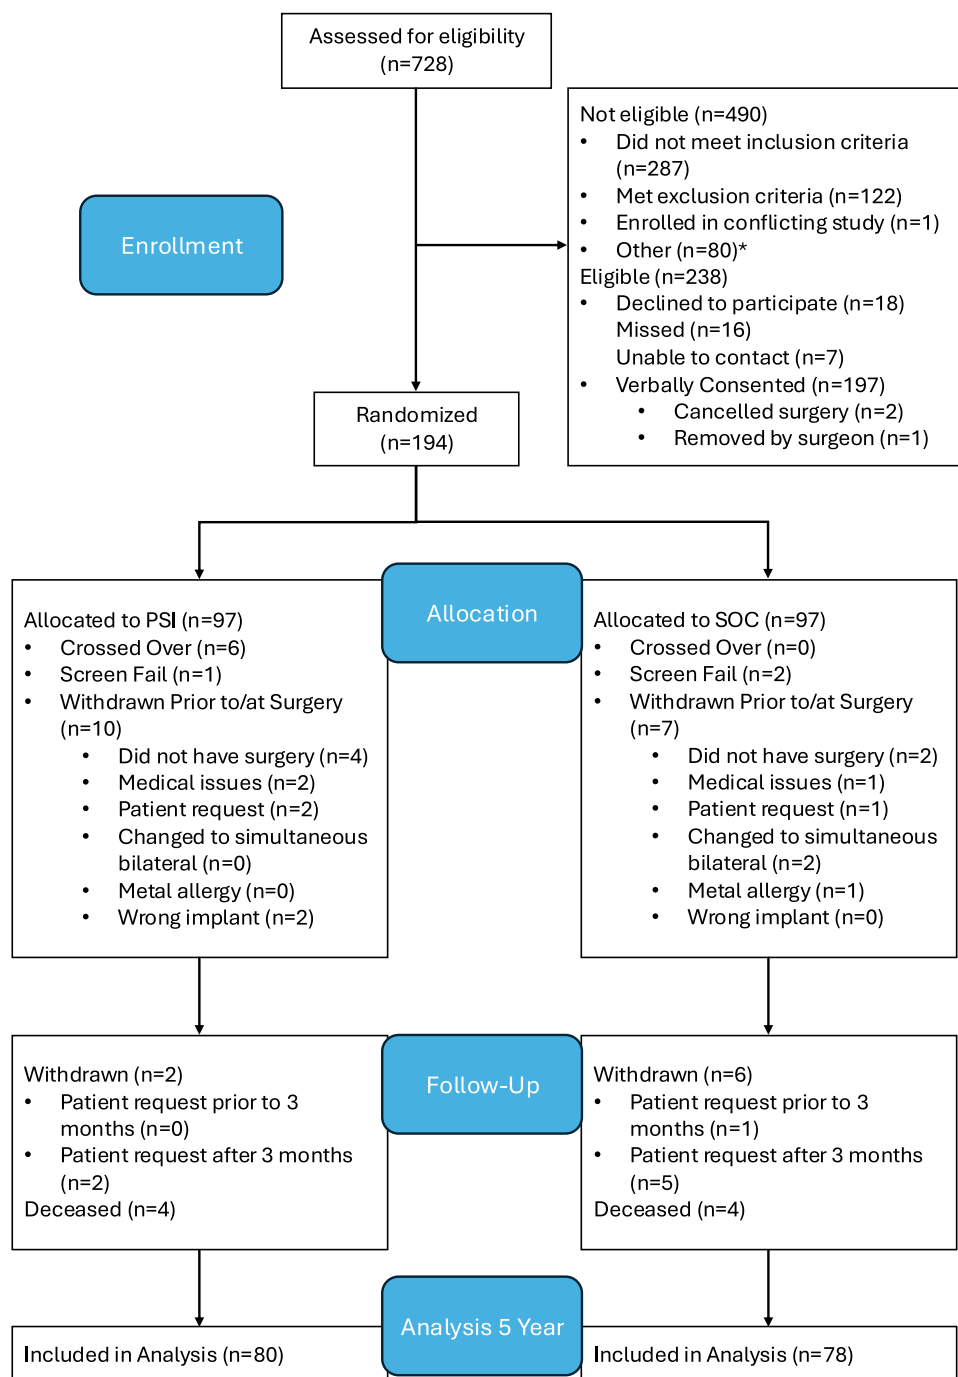 Assessed for eligibility
(n=728)
Not eligible (n=490)
• Did not meet inclusion criteria
(n=287)
• Met exclusion criteria (n=122)
• Enrolled in conflicting study (n=1)
• Other (n=80)*
Eligible (n=238)
• Declined to participate (n=18)
Missed (n=16)
Unable to contact (n=7)
• Verbally Consented (n=197)
• Cancelled surgery (n=2)
• Removed by surgeon (n=1)
Enrollment
Randomized
(n=194)
Allocation
Allocated to PSI (n=97)
• Crossed Over (n=6)
• Screen Fail (n=1)
• Withdrawn Prior to/at Surgery
(n=10)
• Did not have surgery (n=4)
• Medical issues (n=2)
• Patient request (n=2)
• Changed to simultaneous
bilateral (n=0)
• Metal allergy (n=0)
• Wrong implant (n=2)
Allocated to SOC (n=97)
• Crossed Over (n=0)
• Screen Fail (n=2)
• Withdrawn Prior to/at Surgery
(n=7)
• Did not have surgery (n=2)
• Medical issues (n=1)
• Patient request (n=1)
• Changed to simultaneous
bilateral (n=2)
• Metal allergy (n=1)
• Wrong implant (n=0)
Follow-Up
Withdrawn (n=2)
• Patient request prior to 3
months (n=0)
• Patient request after 3 months
(n=2)
Deceased (n=4)
Withdrawn (n=6)
• Patient request prior to 3
months (n=1)
• Patient request after 3 months
(n=5)
Deceased (n=4)
Analysis 5 Year
Included in Analysis (n=80)
Included in Analysis (n=78)